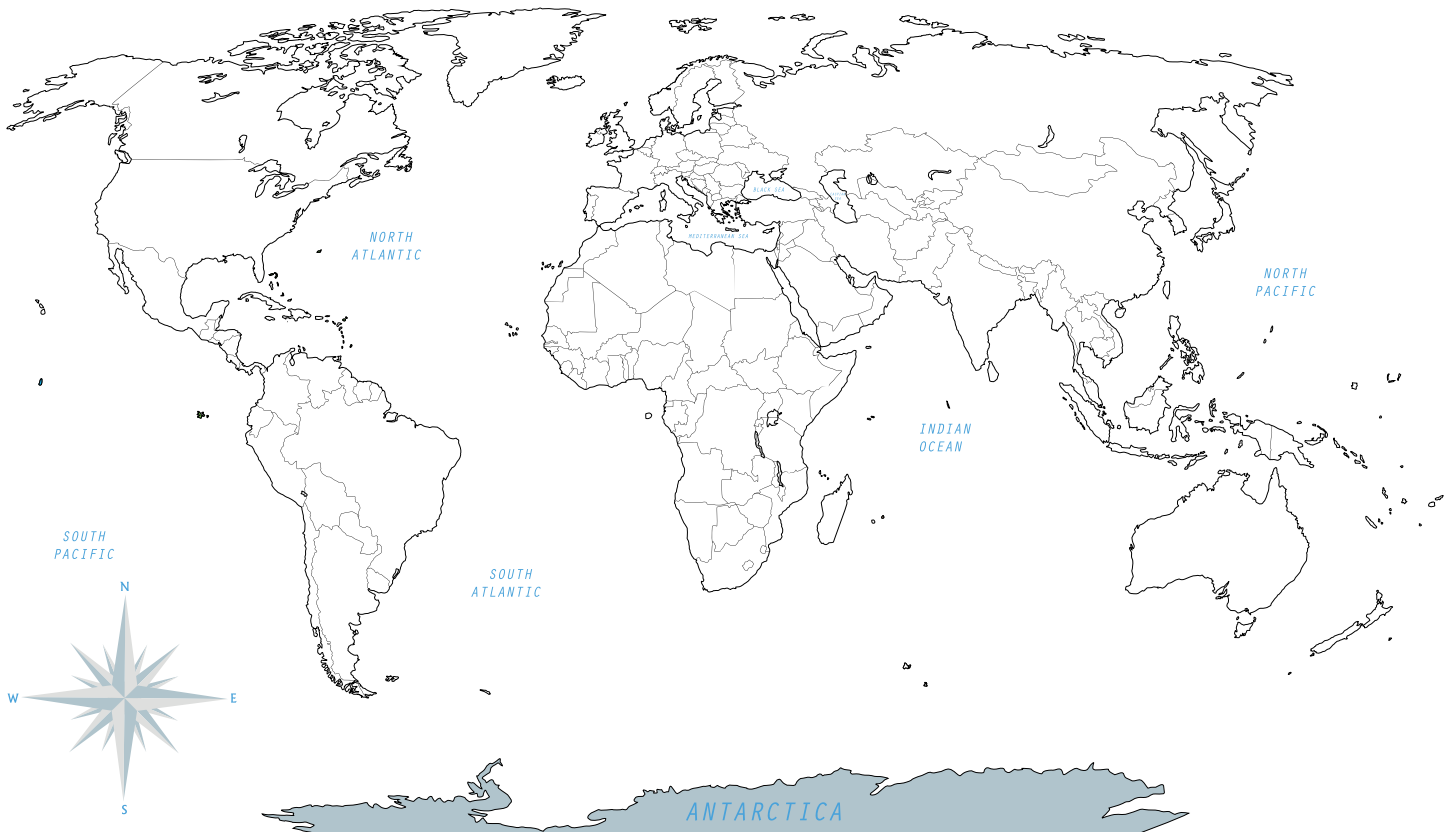 BLACK SEA
NORTH
ATLANTIC
MEDITERRANEAN SEA
NORTH
PACIFIC
INDIAN
OCEAN
SOUTH
PACIFIC
SOUTH
ATLANTIC
N
W
E
S
ANTARCTICA